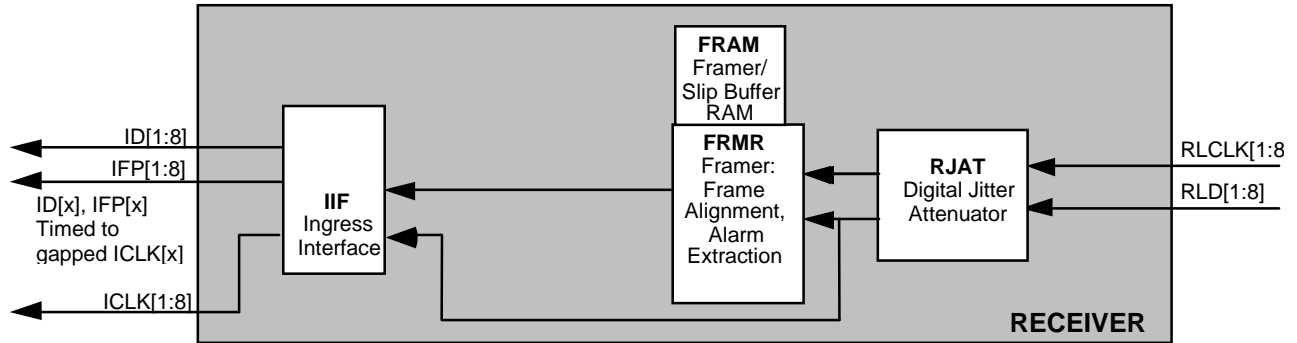 FRAM
Framer/
Slip Buffer
RAM
ID[1:8]
IFP[1:8]
ID[x], IFP[x]
Timed to
gapped ICLK[x]
ICLK[1:8]
IIF
Ingress
Interface
FRMR
Framer:
Frame
Alignment,
Alarm
Extraction
RJAT
Digital Jitter
Attenuator
RLCLK[1:8
RLD[1:8]
RECEIVER